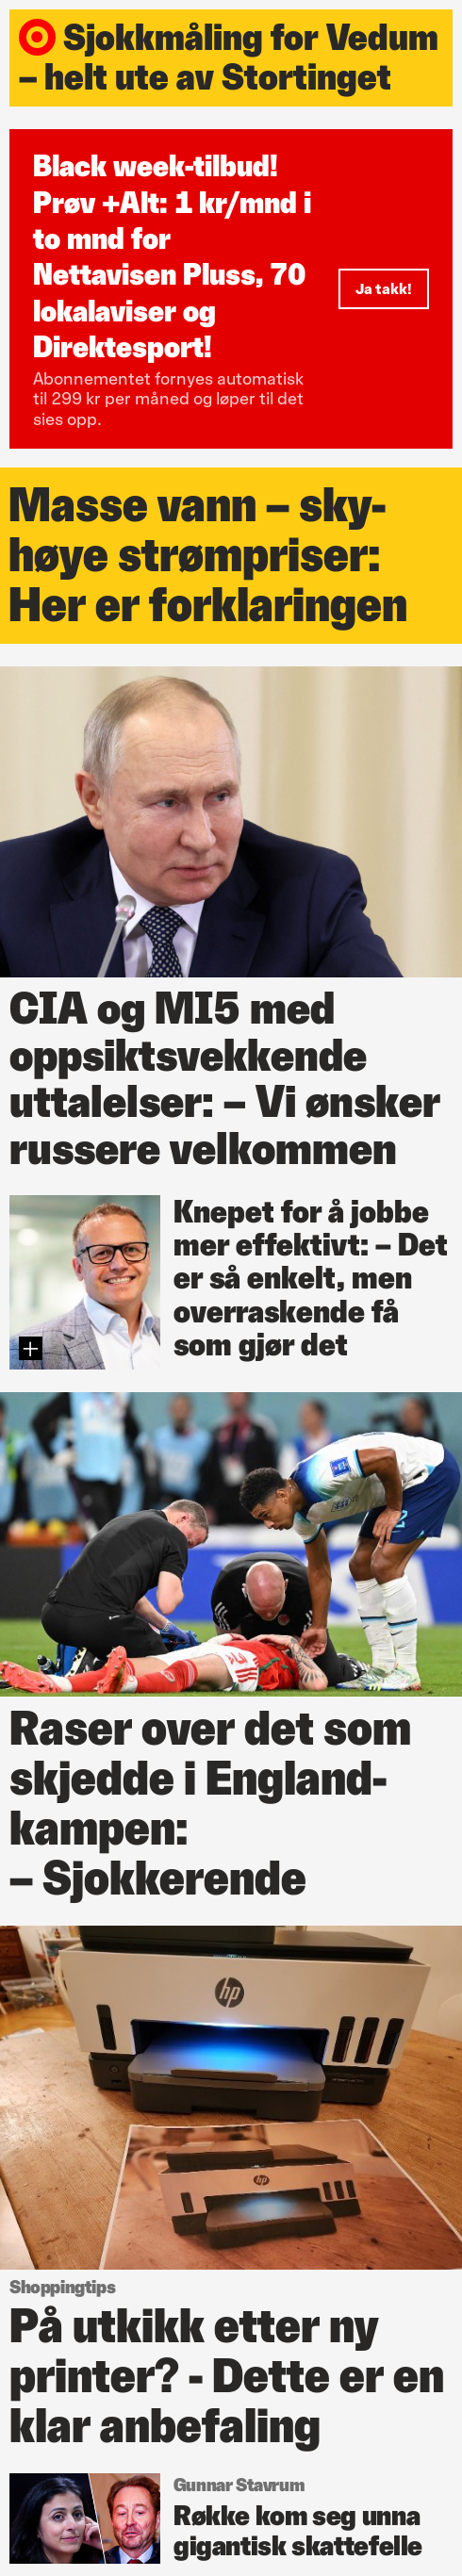 Sjokkmåling for Vedum
– helt ute av Stortinget
Black week-tilbud!
Prøv +Alt: 1 kr/mnd i
to mnd for
Nettavisen Pluss, 70
lokalaviser og
Direktesport!
Ja takk!
Abonnementet fornyes automatisk
til 299 kr per måned og løper til det
sies opp.
Masse vann – sky-
høye strømpriser:
Her er forklaringen
CIA og MI5 med
oppsiktsvekkende
uttalelser: – Vi ønsker
russere velkommen
Knepet for å jobbe
mer effektivt: – Det
er så enkelt, men
overraskende få
som gjør det
Raser over det som
skjedde i England-
kampen:
– Sjokkerende
hp
hp
Shoppingtips
På utkikk etter ny
printer? - Dette er en
klar anbefaling
Gunnar Stavrum
Røkke kom seg unna
gigantisk skattefelle